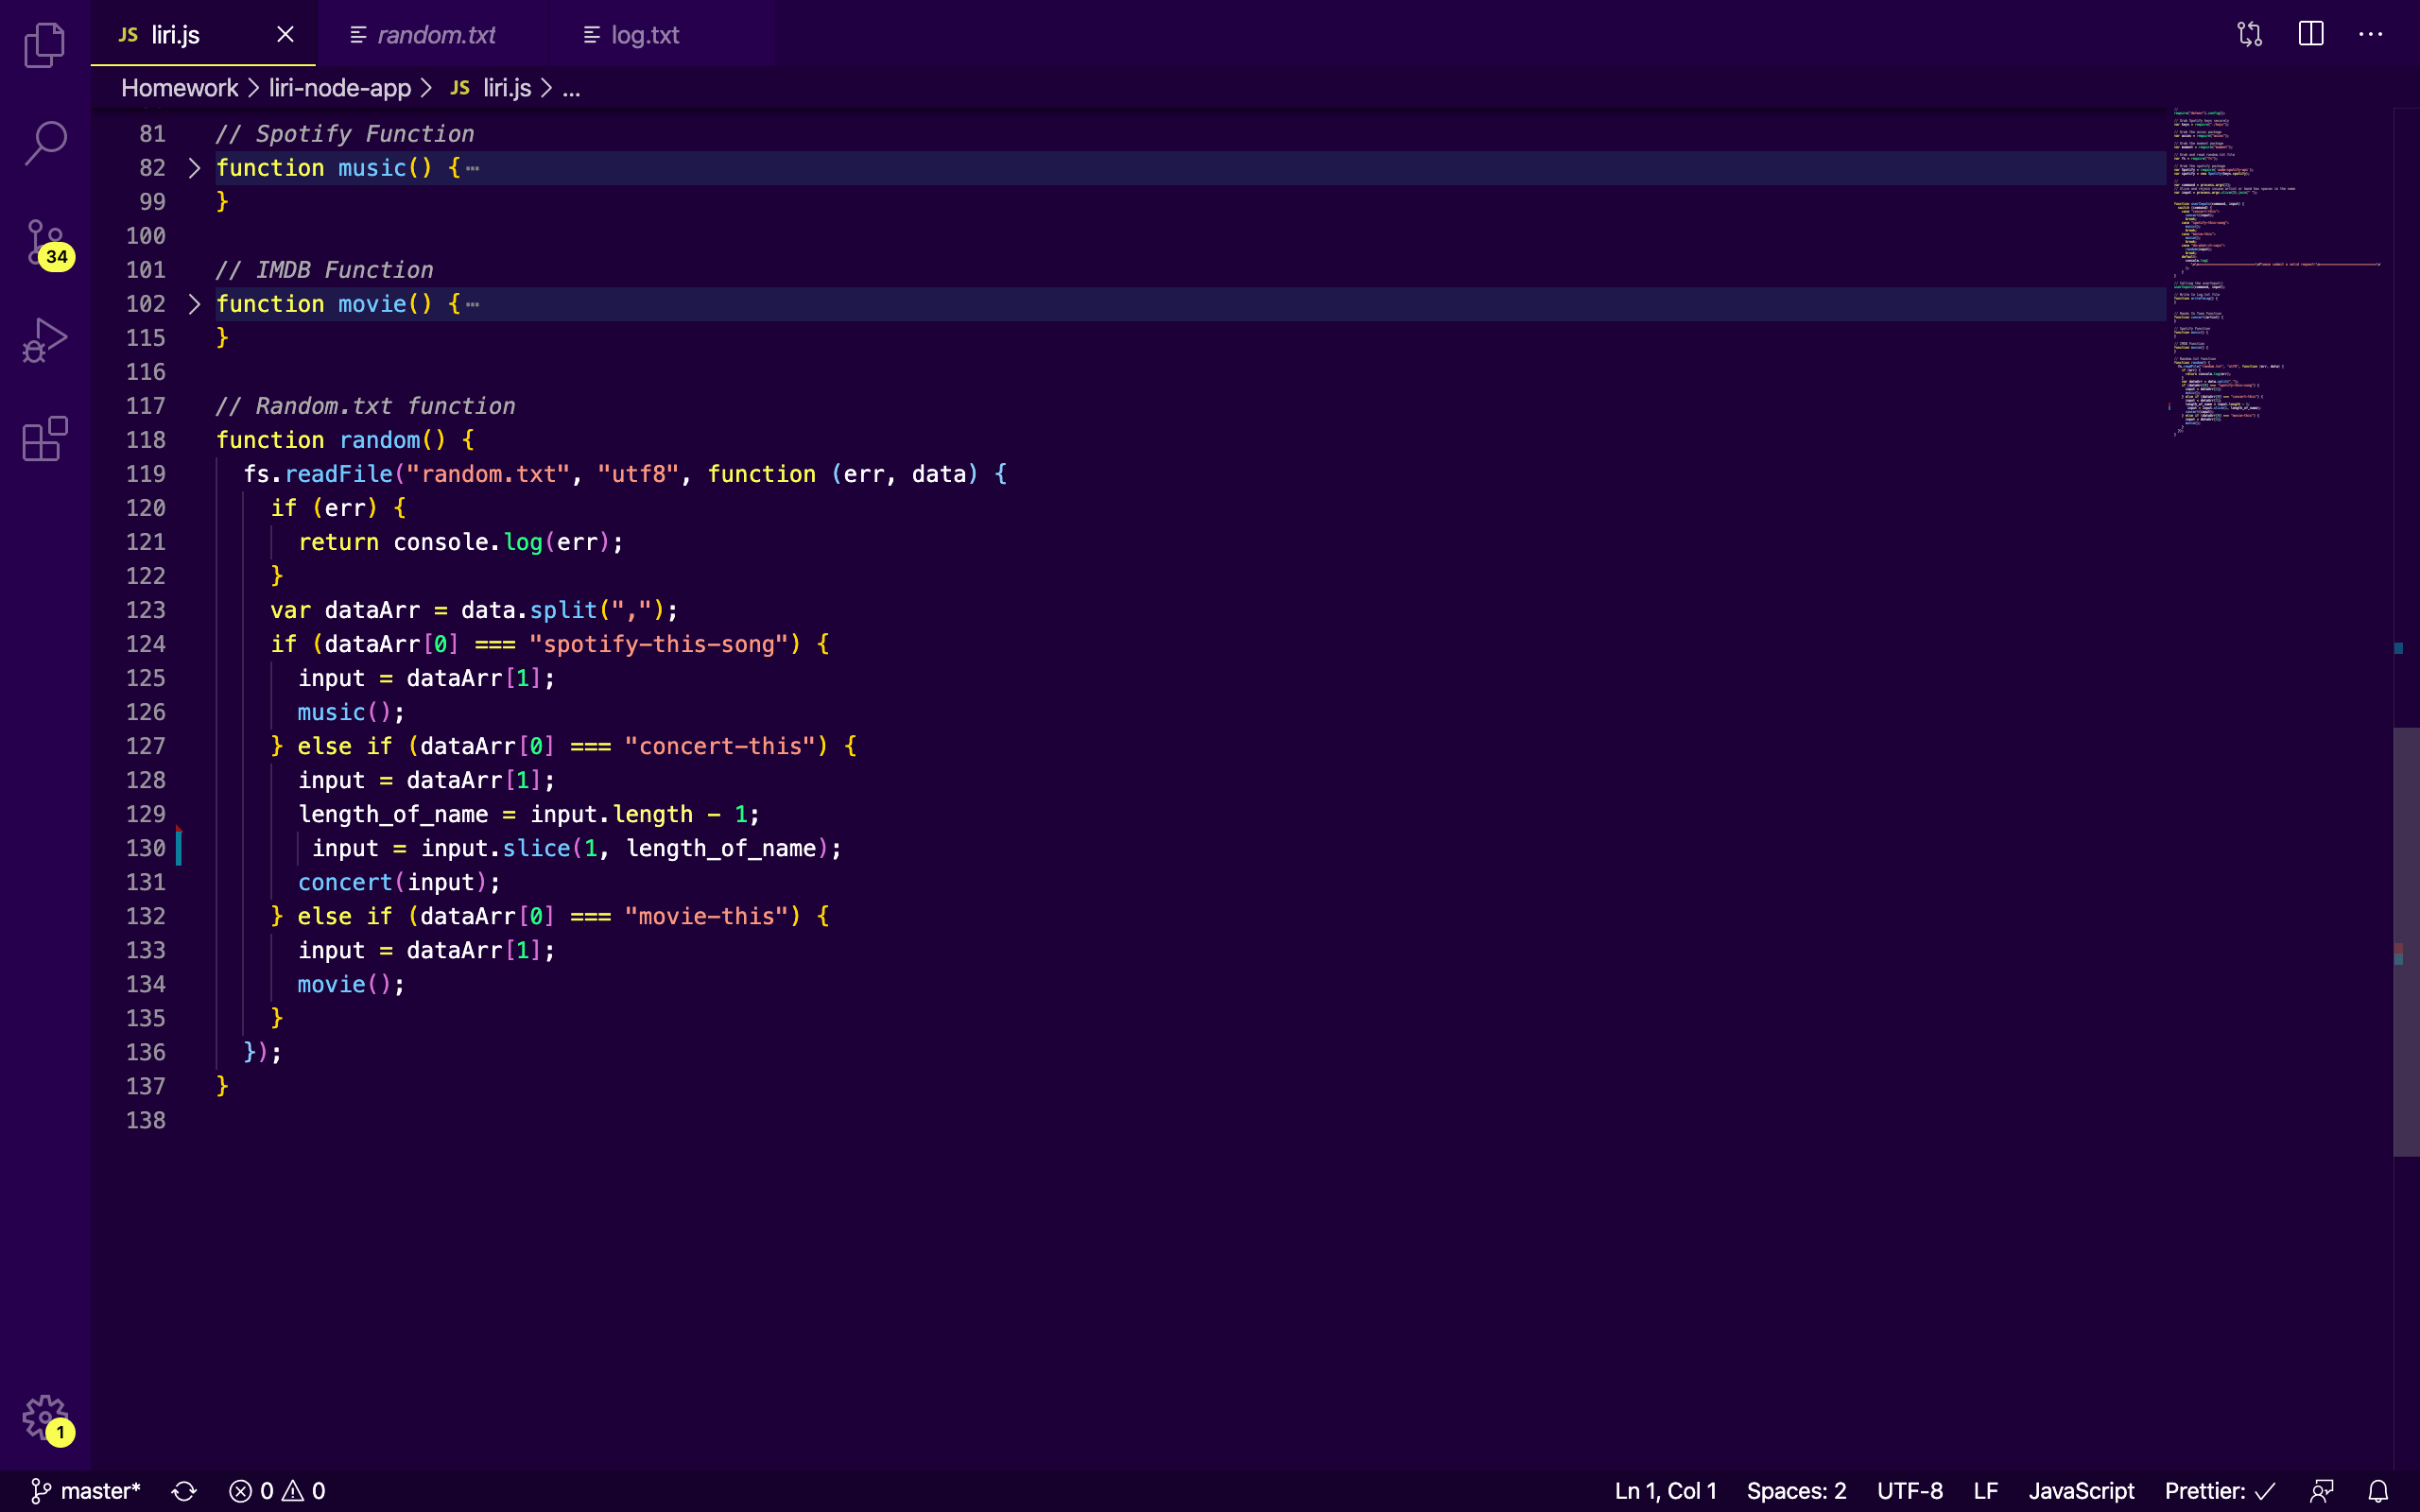 JS liri.js
random.txt
log.txt
Homework > liri-node-app > JS liri.js > ...
81 // Spotify Function
82 function music() {
99 }
100
101 // IMDB Function
102 function movie() {
115 }
116
117 // Random.txt function
118 function random() {
119 fs.readFile("random.txt", "utf8", function (err, data) {
120 if (err) {
121 return console.log(err);
122 }
123 var dataArr = data.split(",");
124 if (dataArr[0] === "spotify-this-song") {
125 input = dataArr[1];
126 music();
127 } else if (dataArr[0] === "concert-this") {
128 input = dataArr[1];
129 length_of_name = input.length - 1;
130 input = input.slice(1, length_of_name);
131 concert(input);
132 } else if (dataArr[0] === "movie-this") {
133 input = dataArr[1];
134 movie();
135 }
136 });
137 }
138
34
1
master* 0 0 Ln 1, Col 1 Spaces: 2 UTF-8 LF JavaScript Prettier: ✓